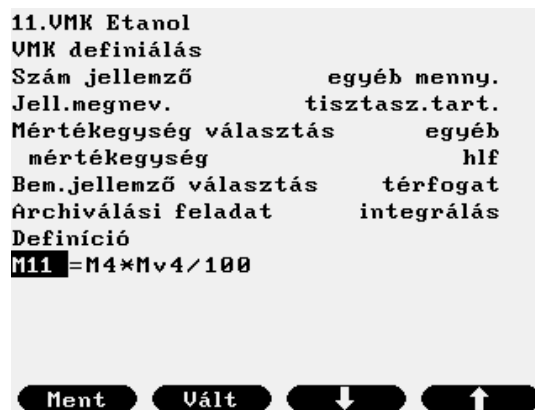 11.VMK Etanol
VMK definiálás
Szám jellemző egyéb menny.
Jell.megnev. tisztasz.tart.
Mértékegység választás egyéb
mértékegység hlf
Bem.jellemző választás térfogat
Archiválási feladat integrálás
Definíció
M11 =M4*Mv4/100
Ment Vált ↓ ↑